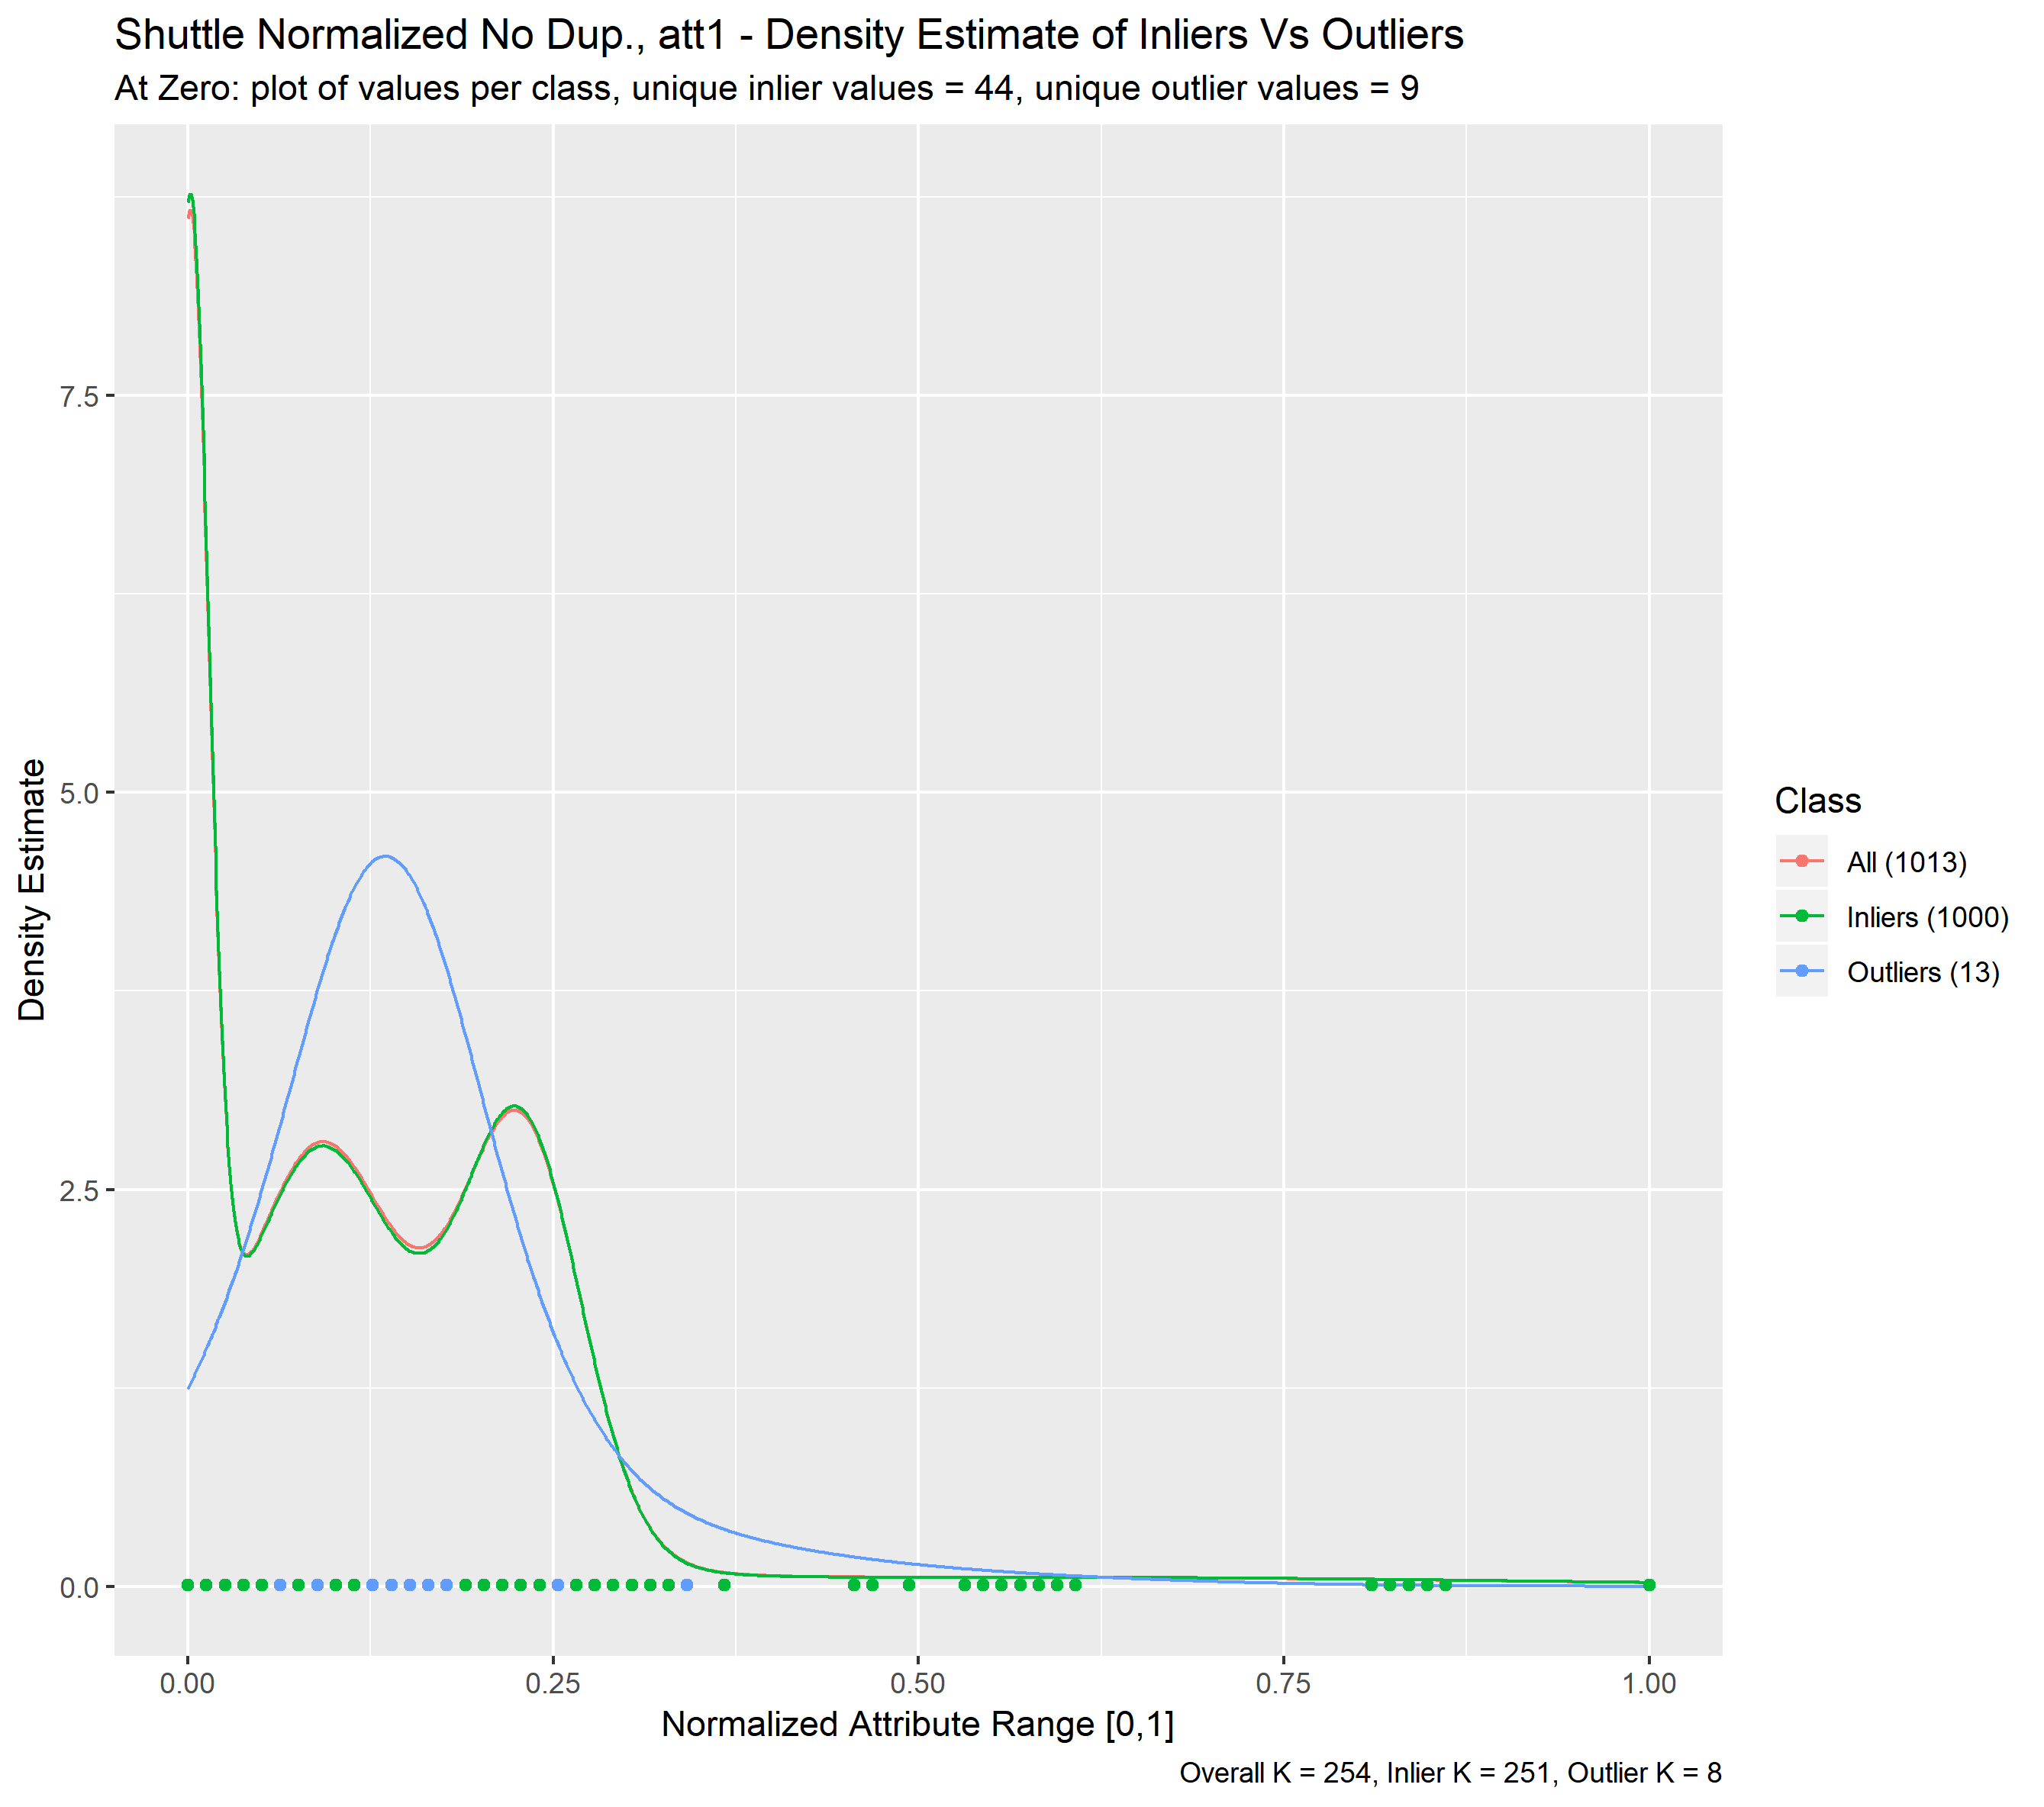 Shuttle Normalized No Dup., att1 - Density Estimate of Inliers Vs Outliers
At Zero: plot of values per class, unique inlier values = 44, unique outlier values = 9
7.5
5.0
2.5
0.0
Density Estimate
0.00 0.25 0.50 0.75 1.00
Normalized Attribute Range [0,1]
Class
All (1013)
Inliers (1000)
Outliers (13)
Overall K = 254, Inlier K = 251, Outlier K = 8